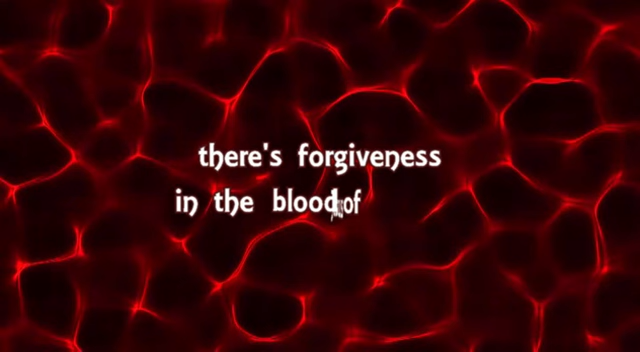 there's forgiveness
in the blood of